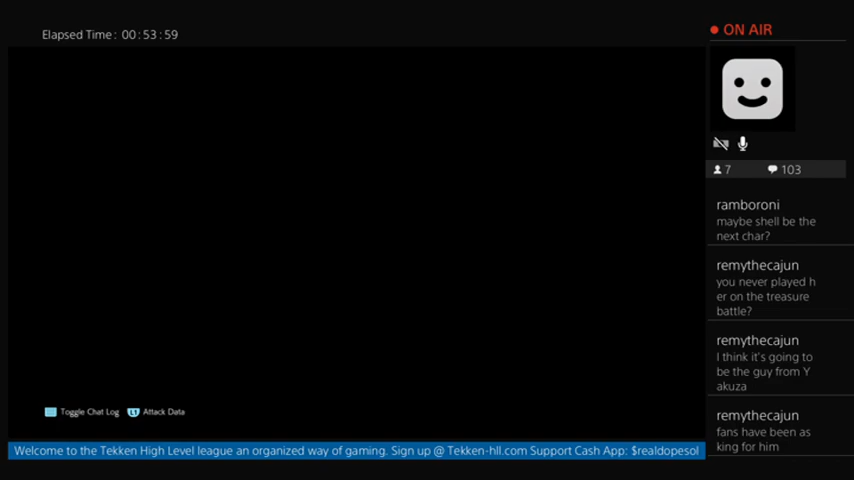 Elapsed Time: 00:53:59
ON AIR
7 103
ramboroni
maybe shell be the
next char?
remythecajun
you never played h
er on the treasure
battle?
remythecajun
I think it's going to
be the guy from Y
akuza
remythecajun
fans have been as
king for him
Toggle Chat Log L1 Attack Data
Welcome to the Tekken High Level league an organized way of gaming. Sign up @ Tekken-hll.com Support Cash App: $realdopesol